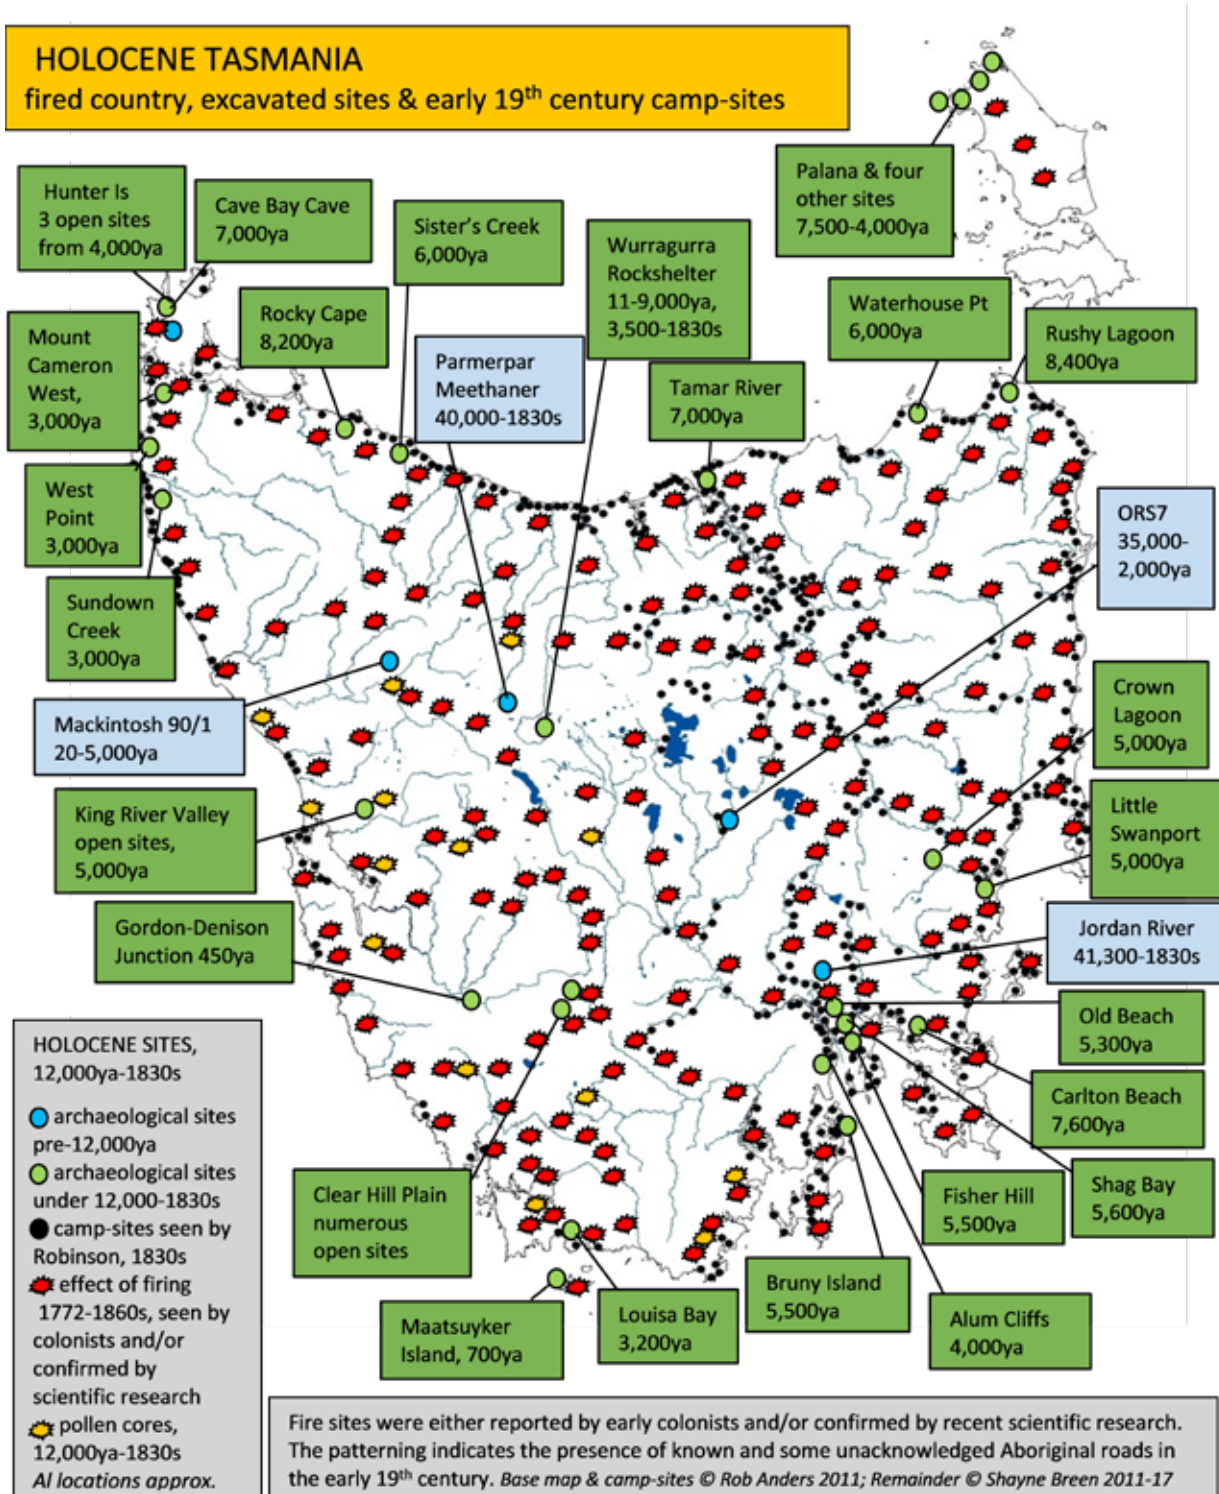 HOLOCENE TASMANIA
fired country, excavated sites & early 19th century camp-sites
Hunter Is
3 open sites
from 4,000ya
Cave Bay Cave
7,000ya
Sister's Creek
6,000ya
Wurragurra
Rockshelter
11-9,000ya,
3,500-1830s
Palana & four
other sites
7,500-4,000ya
Mount
Cameron
West,
3,000ya
Rocky Cape
8,200ya
Parmerpar
Meethaner
40,000-1830s
Tamar River
7,000ya
Waterhouse Pt
6,000ya
Rushy Lagoon
8,400ya
West
Point
3,000ya
ORS7
35,000-
2,000ya
Sundown
Creek
3,000ya
Mackintosh 90/1
20-5,000ya
Crown
Lagoon
5,000ya
King River Valley
open sites,
5,000ya
Little
Swanport
5,000ya
Gordon-Denison
Junction 450ya
Jordan River
41,300-1830s
Old Beach
5,300ya
Carlton Beach
7,600ya
Shag Bay
5,600ya
Fisher Hill
5,500ya
Clear Hill Plain
numerous
open sites
Bruny Island
5,500ya
Alum Cliffs
4,000ya
Louisa Bay
3,200ya
Maatsuyker
Island, 700ya
HOLOCENE SITES,
12,000ya-1830s
archaeological sites
pre-12,000ya
archaeological sites
under 12,000-1830s
camp-sites seen by
Robinson, 1830s
effect of firing
1772-1860s, seen by
colonists and/or
confirmed by
scientific research
pollen cores,
12,000ya-1830s
Al locations approx.
Fire sites were either reported by early colonists and/or confirmed by recent scientific research.
The patterning indicates the presence of known and some unacknowledged Aboriginal roads in
the early 19th century. Base map & camp-sites © Rob Anders 2011; Remainder © Shayne Breen 2011-17